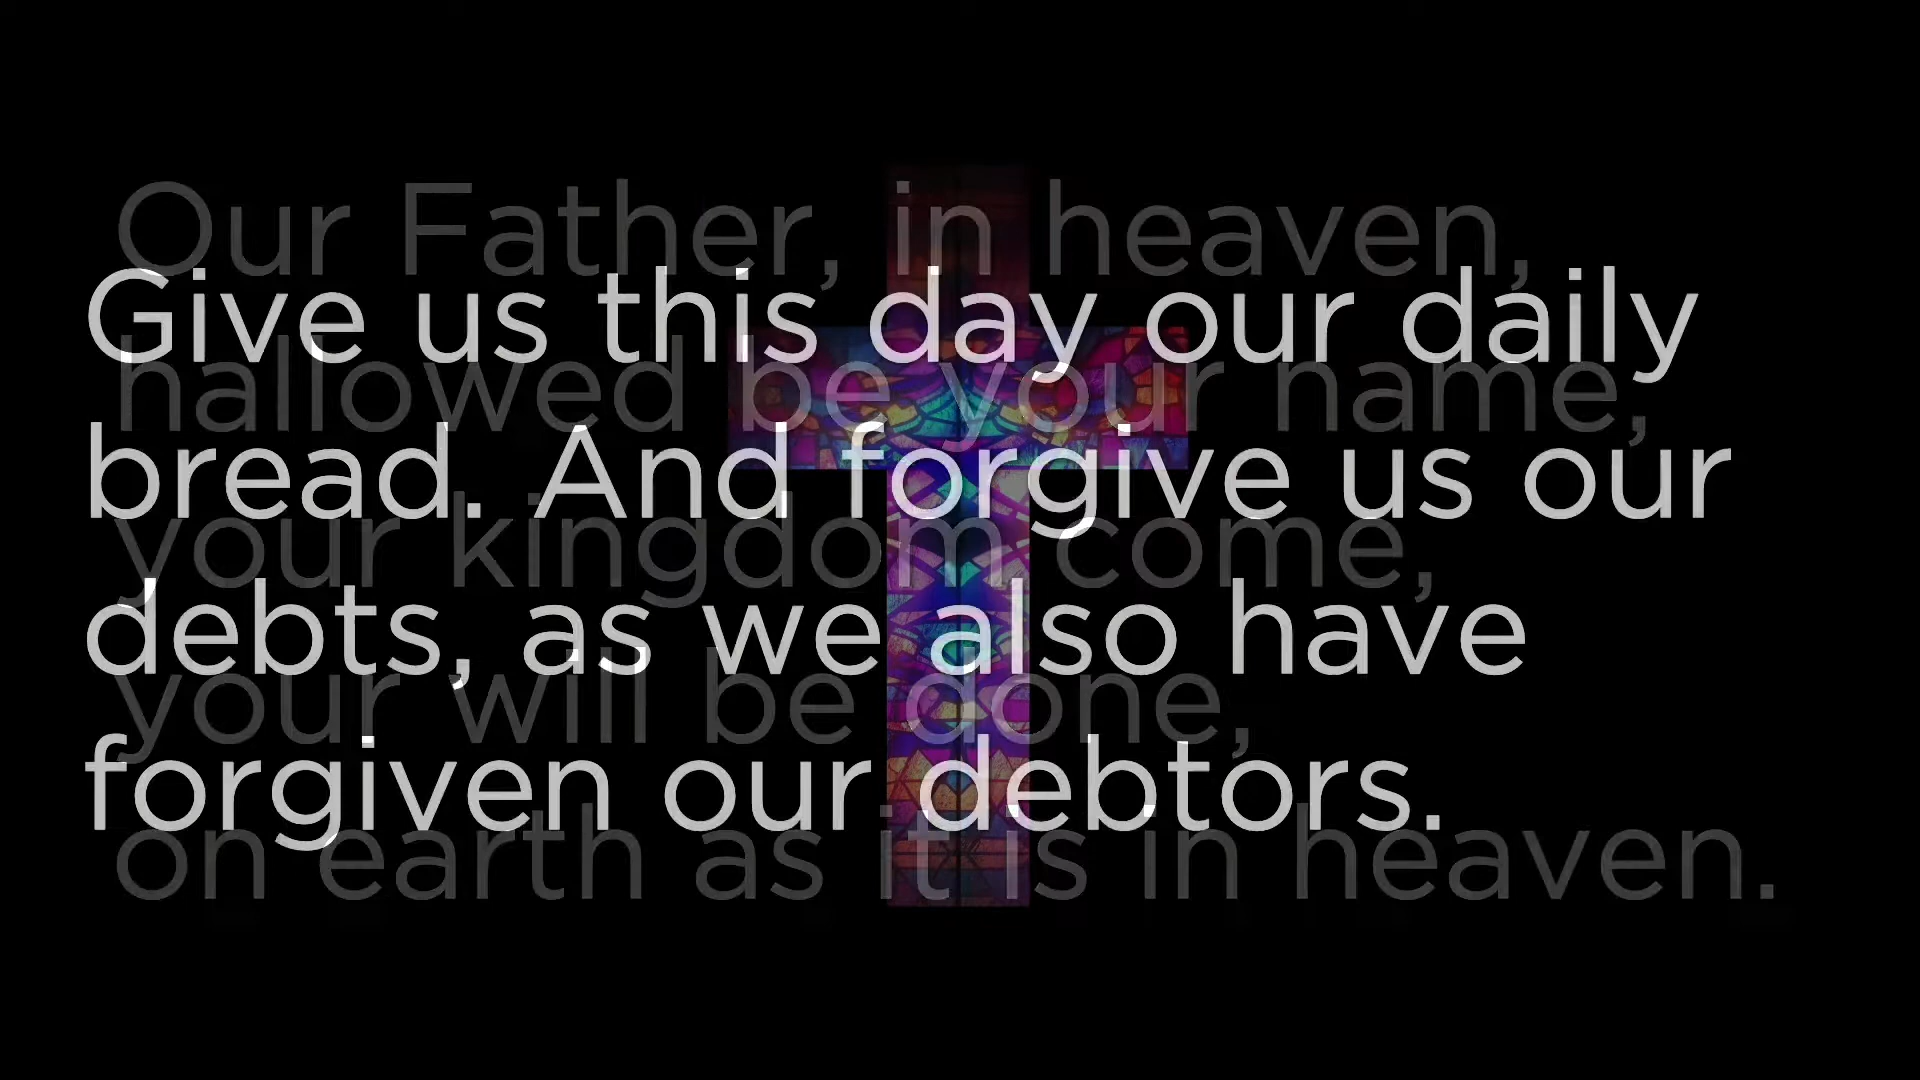 Our Father, in heaven,
hallowed be your name,
your kingdom come,
your will be done,
on earth as it is in heaven.
Give us this day our daily
bread. And forgive us our
debts, as we also have
forgiven our debtors.